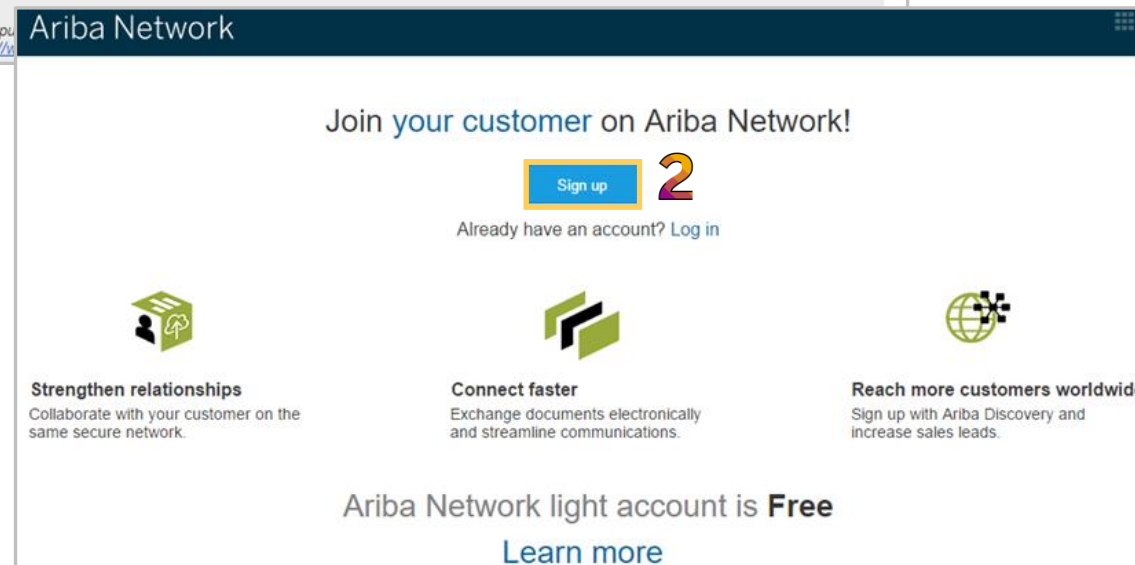 Ariba Network
Join your customer on Ariba Network!
Sign up
2
Already have an account? Log in
Strengthen relationships
Collaborate with your customer on the
same secure network.
Connect faster
Exchange documents electronically
and streamline communications.
Reach more customers worldwid
Sign up with Ariba Discovery and
increase sales leads.
Ariba Network light account is Free
Learn more